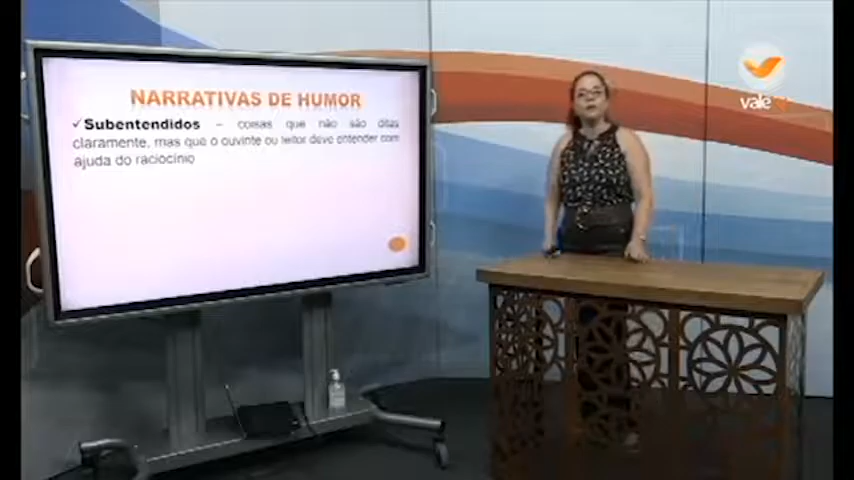 NARRATIVAS DE HUMOR
✓Subentendidos – coisas que não são ditas
claramente, mas que o ouvinte ou leitor deve entender com
ajuda do raciocínio
vale